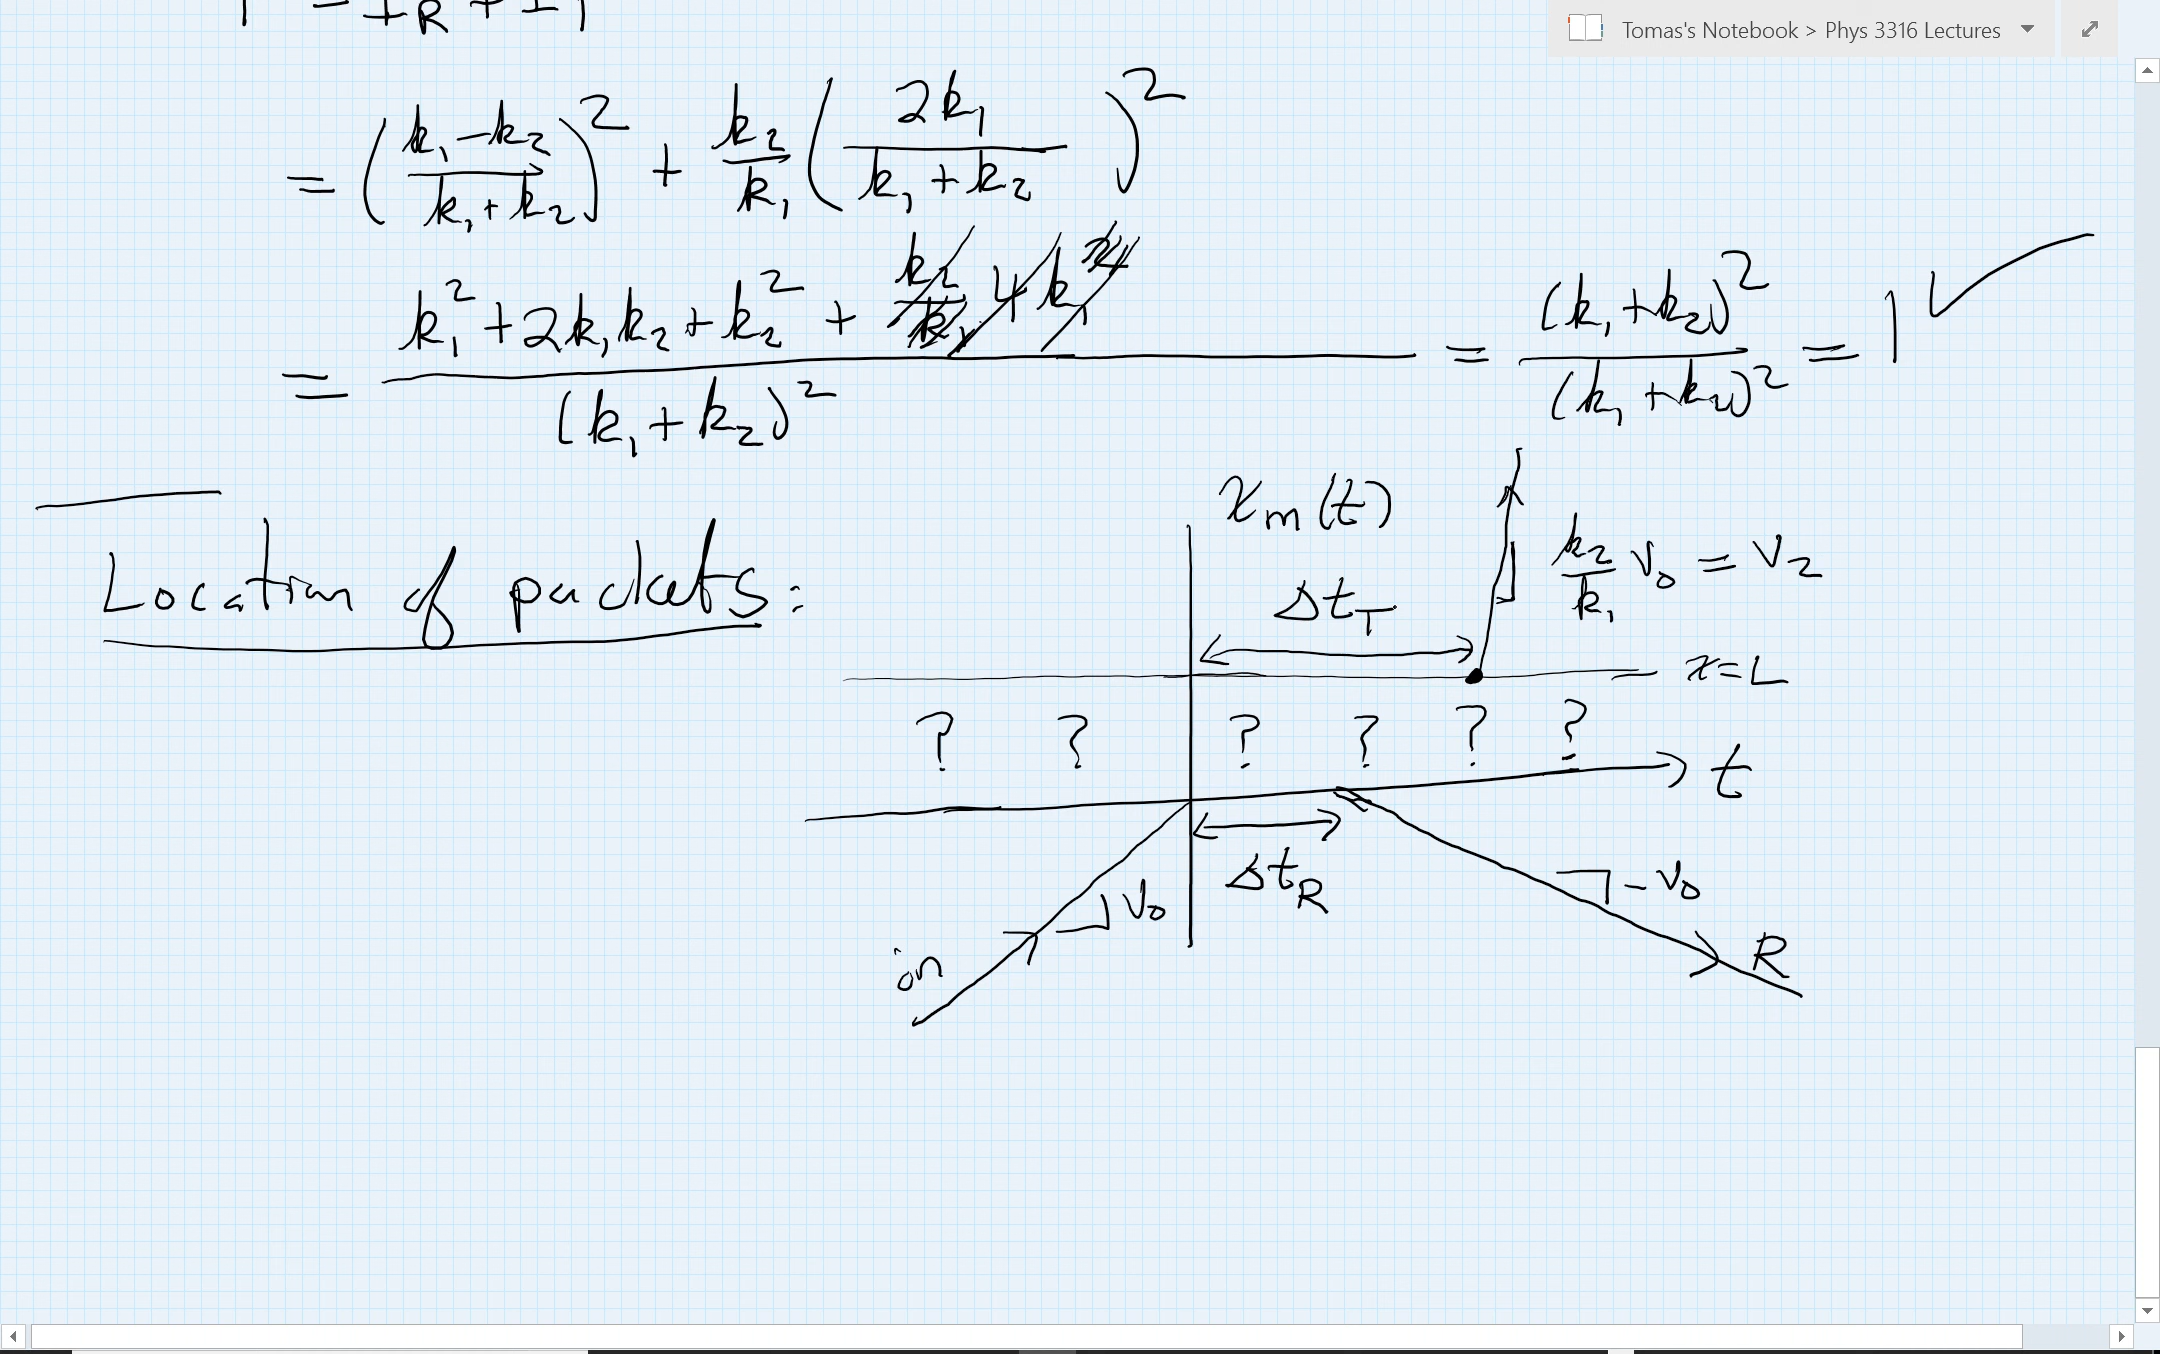 Tomas's Notebook > Phys 3316 Lectures
= ((k₁-k₂)/(k₁+k₂))² + k₂/k₁ (2k₁/(k₁+k₂))²
= (k₁² + 2k₁k₂ + k₂² + k₂/k₁ 4k₁²)/(k₁+k₂)² = (k₁+k₂)²/(k₁+k₂)² = 1 ✓
Location of packets:
x_m(t)
k₂/k₁ v₀ = v₂
Δt_T
x=L
? ? ? ? ? ?
t
Δt_R
v₀
-v₀
in
R